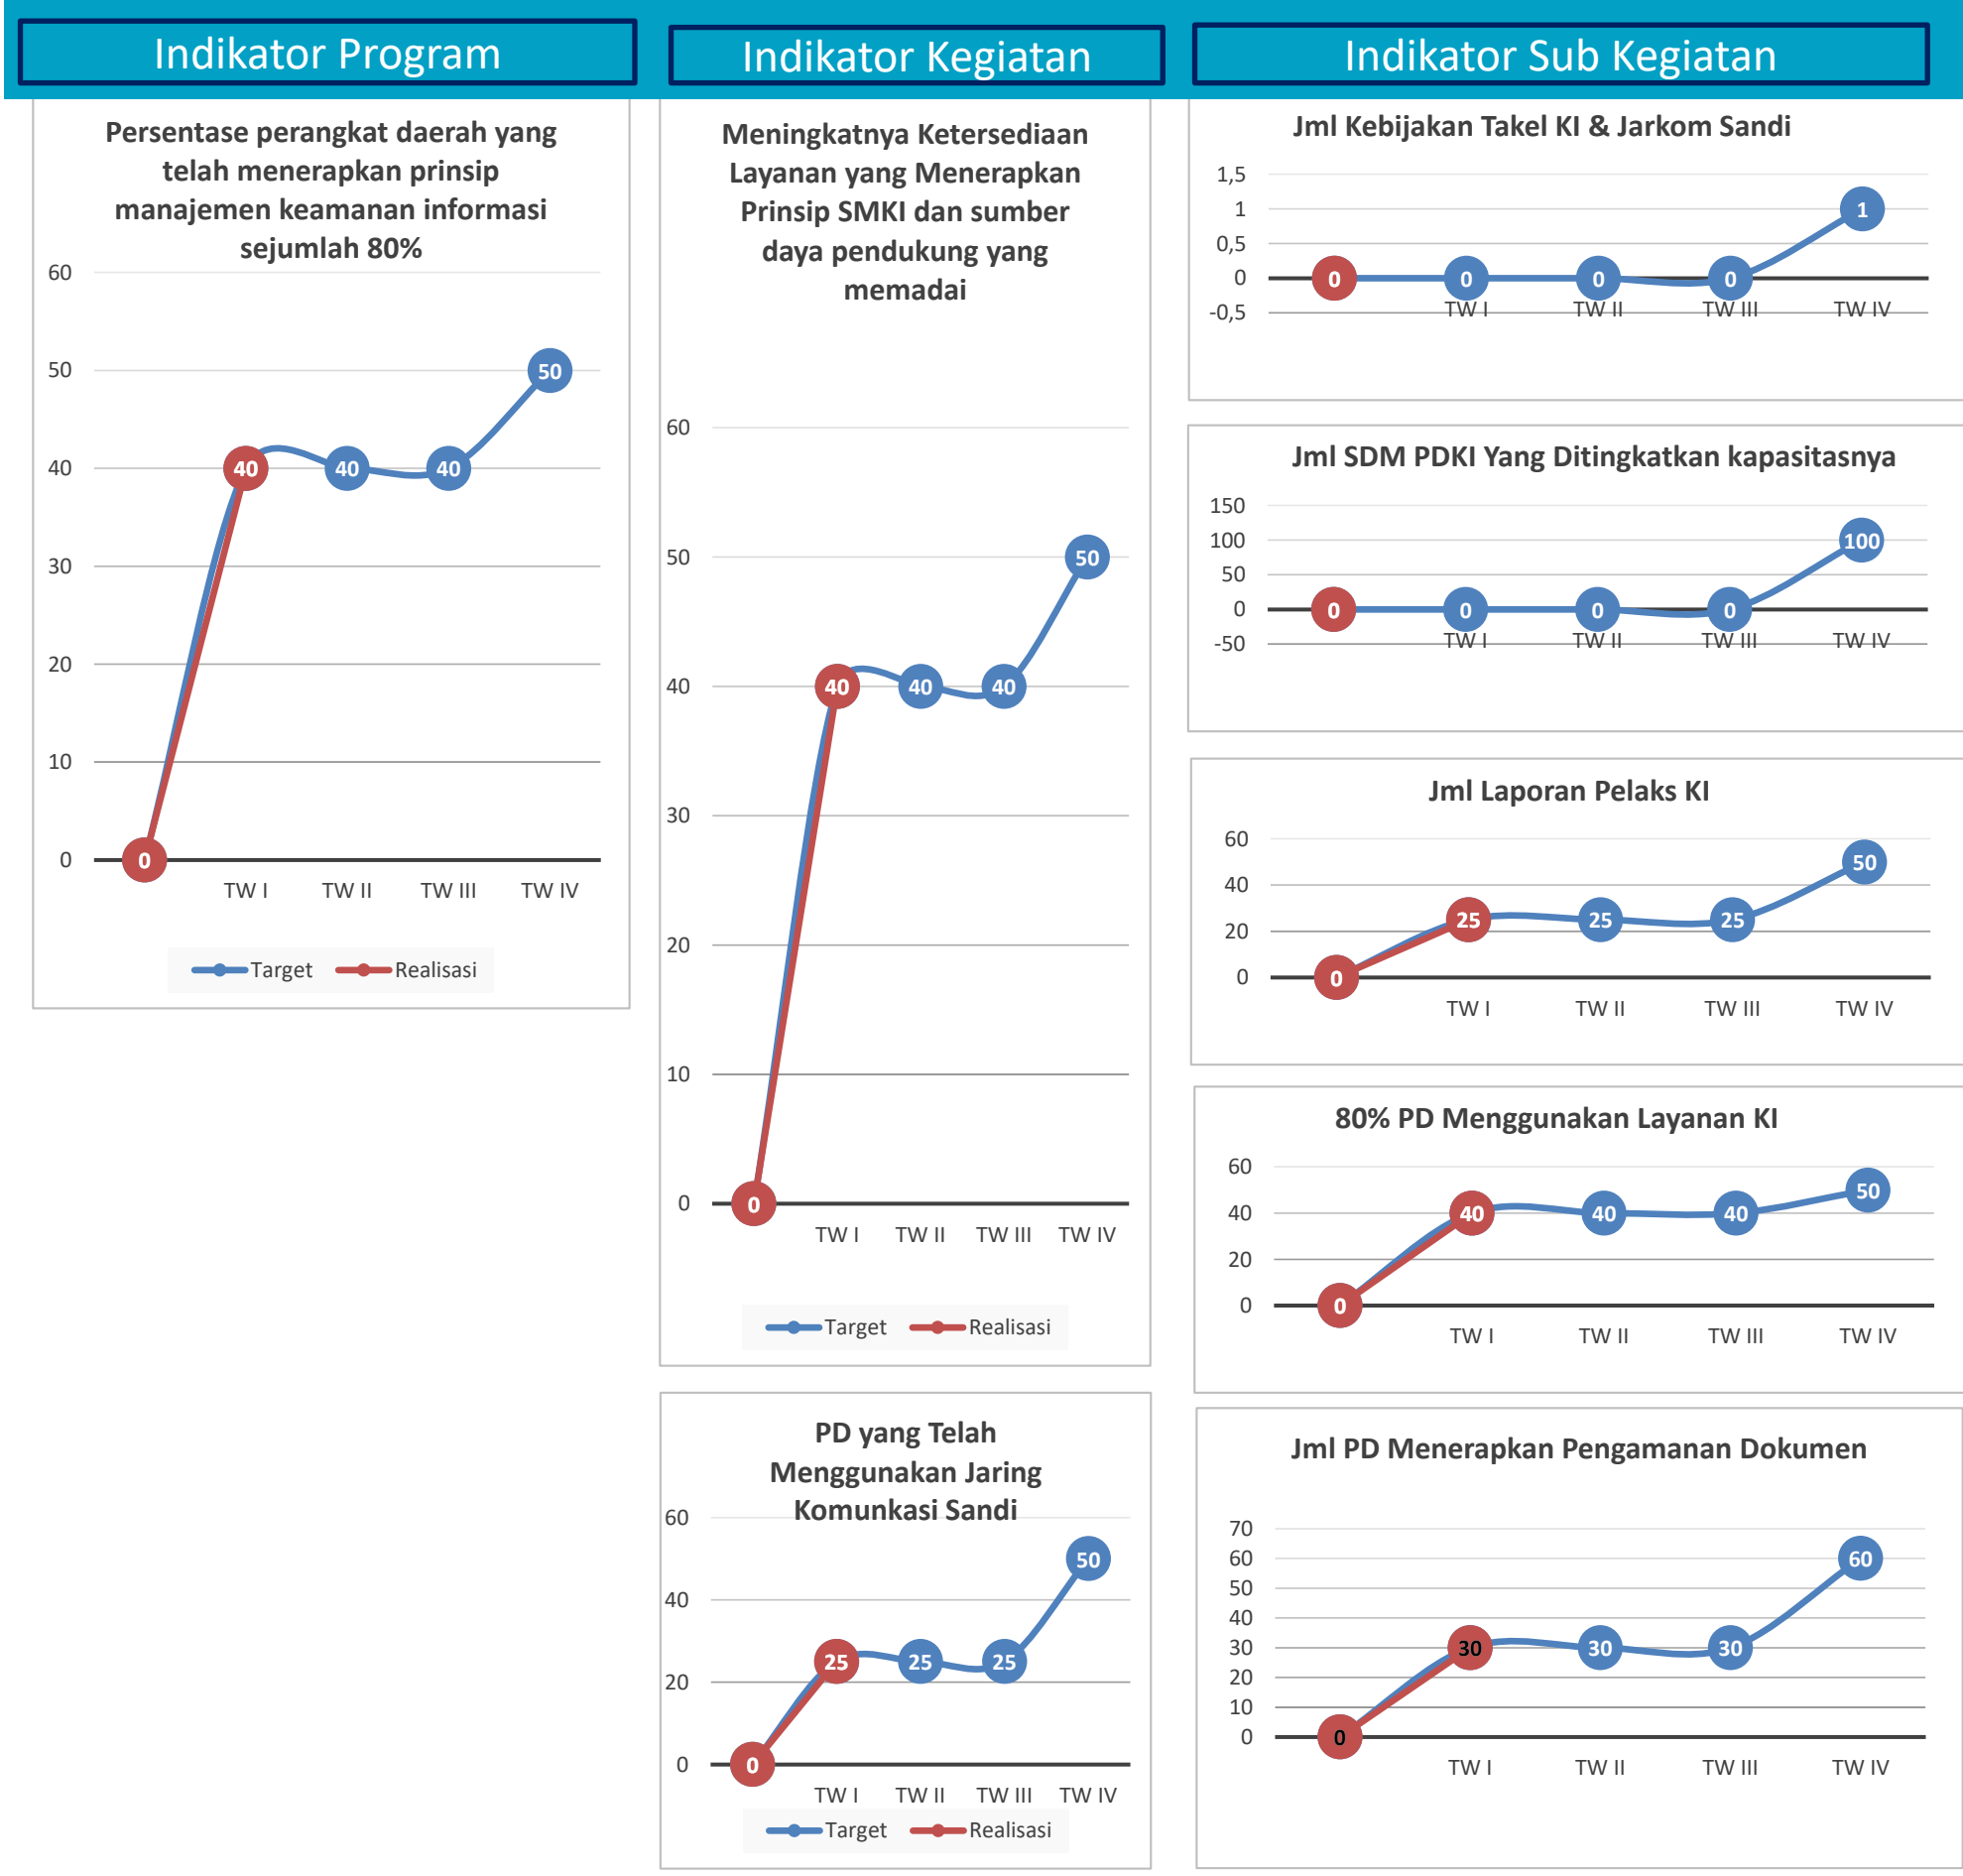 Indikator Program
Indikator Kegiatan
Indikator Sub Kegiatan
Persentase perangkat daerah yang
telah menerapkan prinsip
manajemen keamanan informasi
sejumlah 80%
60
50
40
30
20
10
0
0
40
40
40
50
TW I
TW II
TW III
TW IV
Target
Realisasi
Meningkatnya Ketersediaan
Layanan yang Menerapkan
Prinsip SMKI dan sumber
daya pendukung yang
memadai
60
50
40
30
20
10
0
0
40
40
40
50
TW I
TW II
TW III
TW IV
Target
Realisasi
PD yang Telah
Menggunakan Jaring
Komunkasi Sandi
60
40
20
0
0
25
25
25
50
TW I
TW II
TW III
TW IV
Target
Realisasi
Jml Kebijakan Takel KI & Jarkom Sandi
1,5
1
0,5
0
-0,5
0
0
0
0
1
TW I
TW II
TW III
TW IV
Jml SDM PDKI Yang Ditingkatkan kapasitasnya
150
100
50
0
-50
0
0
0
0
100
TW I
TW II
TW III
TW IV
Jml Laporan Pelaks KI
60
40
20
0
0
25
25
25
50
TW I
TW II
TW III
TW IV
80% PD Menggunakan Layanan KI
60
40
20
0
0
40
40
40
50
TW I
TW II
TW III
TW IV
Jml PD Menerapkan Pengamanan Dokumen
70
60
50
40
30
20
10
0
0
30
30
30
60
TW I
TW II
TW III
TW IV